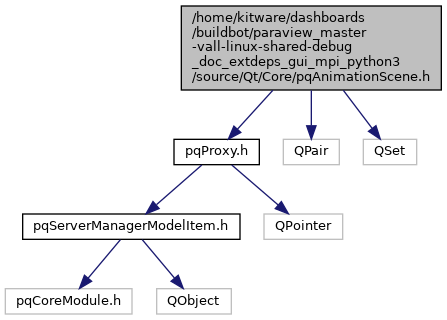 /home/kitware/dashboards
/buildbot/paraview_master
-vall-linux-shared-debug
_doc_extdeps_gui_mpi_python3
/source/Qt/Core/pqAnimationScene.h
pqProxy.h
QPair
QSet
pqServerManagerModelItem.h
QPointer
pqCoreModule.h
QObject